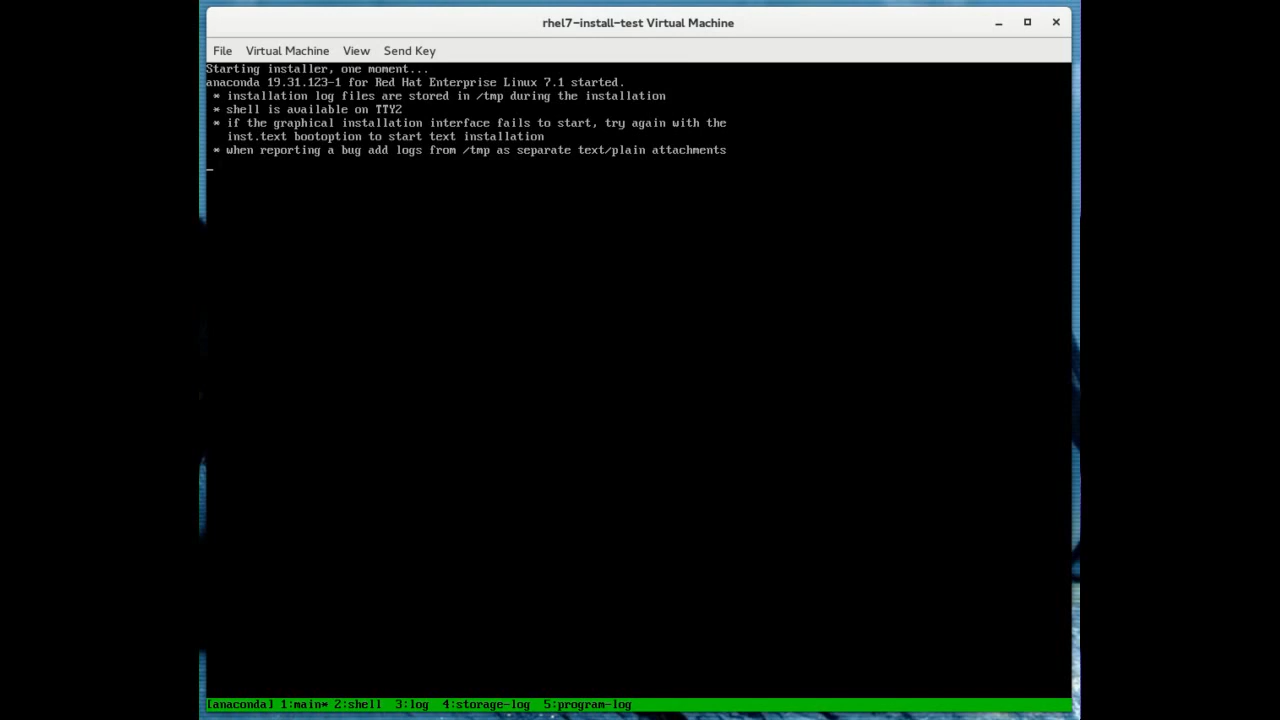 rhel7-install-test Virtual Machine
File Virtual Machine View Send Key
Starting installer, one moment...
anaconda 19.31.123-1 for Red Hat Enterprise Linux 7.1 started.
* installation log files are stored in /tmp during the installation
* shell is available on TTY2
* if the graphical installation interface fails to start, try again with the
inst.text bootoption to start text installation
* when reporting a bug add logs from /tmp as separate text/plain attachments
[anaconda] 1:main* 2:shell 3:log 4:storage-log 5:program-log